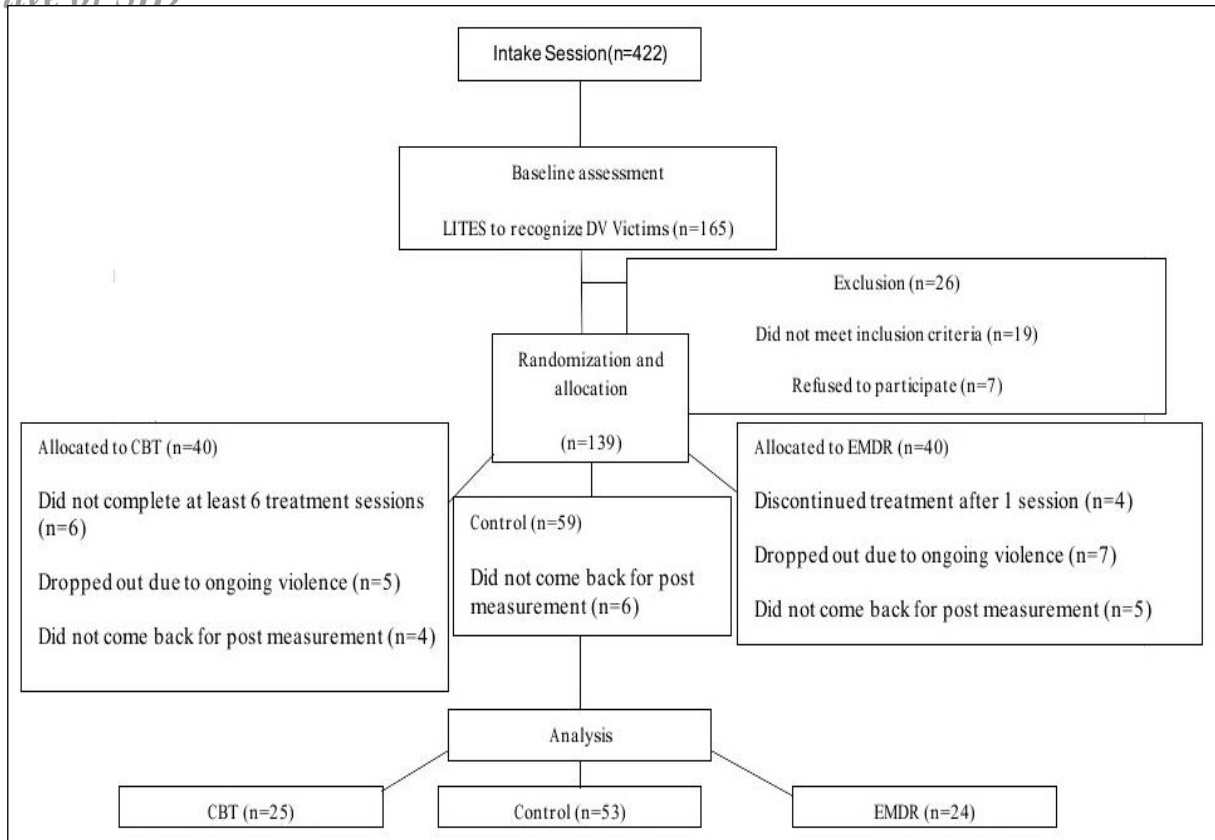 Intake Session(n=422)
Baseline assessment
LITES to recognize DV Victims (n=165)
Exclusion (n=26)
Did not meet inclusion criteria (n=19)
Refused to participate (n=7)
Randomization and
allocation
(n=139)
Allocated to CBT (n=40)
Did not complete at least 6 treatment sessions
(n=6)
Dropped out due to ongoing violence (n=5)
Did not come back for post measurement (n=4)
Control (n=59)
Did not come back for post
measurement (n=6)
Allocated to EMDR (n=40)
Discontinued treatment after 1 session (n=4)
Dropped out due to ongoing violence (n=7)
Did not come back for post measurement (n=5)
Analysis
CBT (n=25)
Control (n=53)
EMDR (n=24)